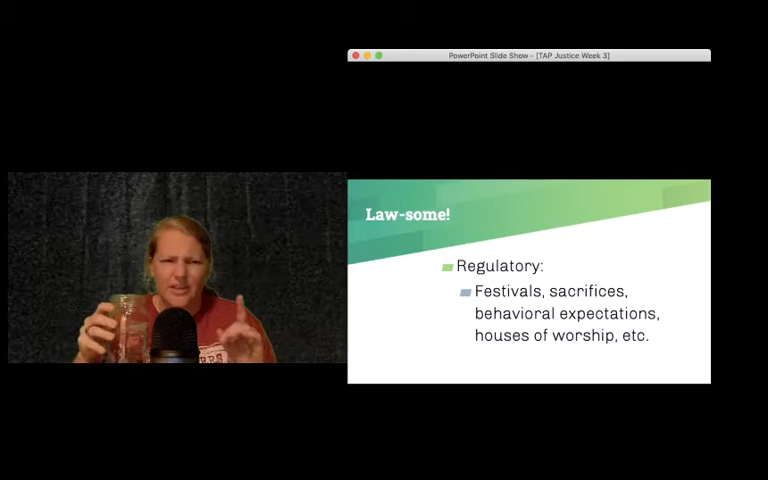 PowerPoint Slide Show - [TAP Justice Week 3]
Law-some!
Regulatory:
Festivals, sacrifices,
behavioral expectations,
houses of worship, etc.